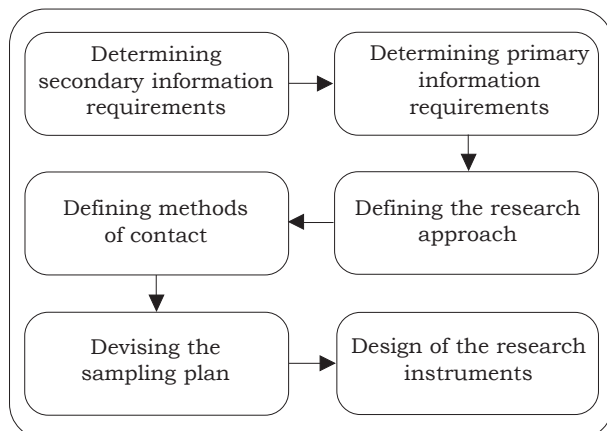 Determining
secondary information
requirements
Determining primary
information
requirements
Defining the research
approach
Defining methods
of contact
Devising the
sampling plan
Design of the research
instruments